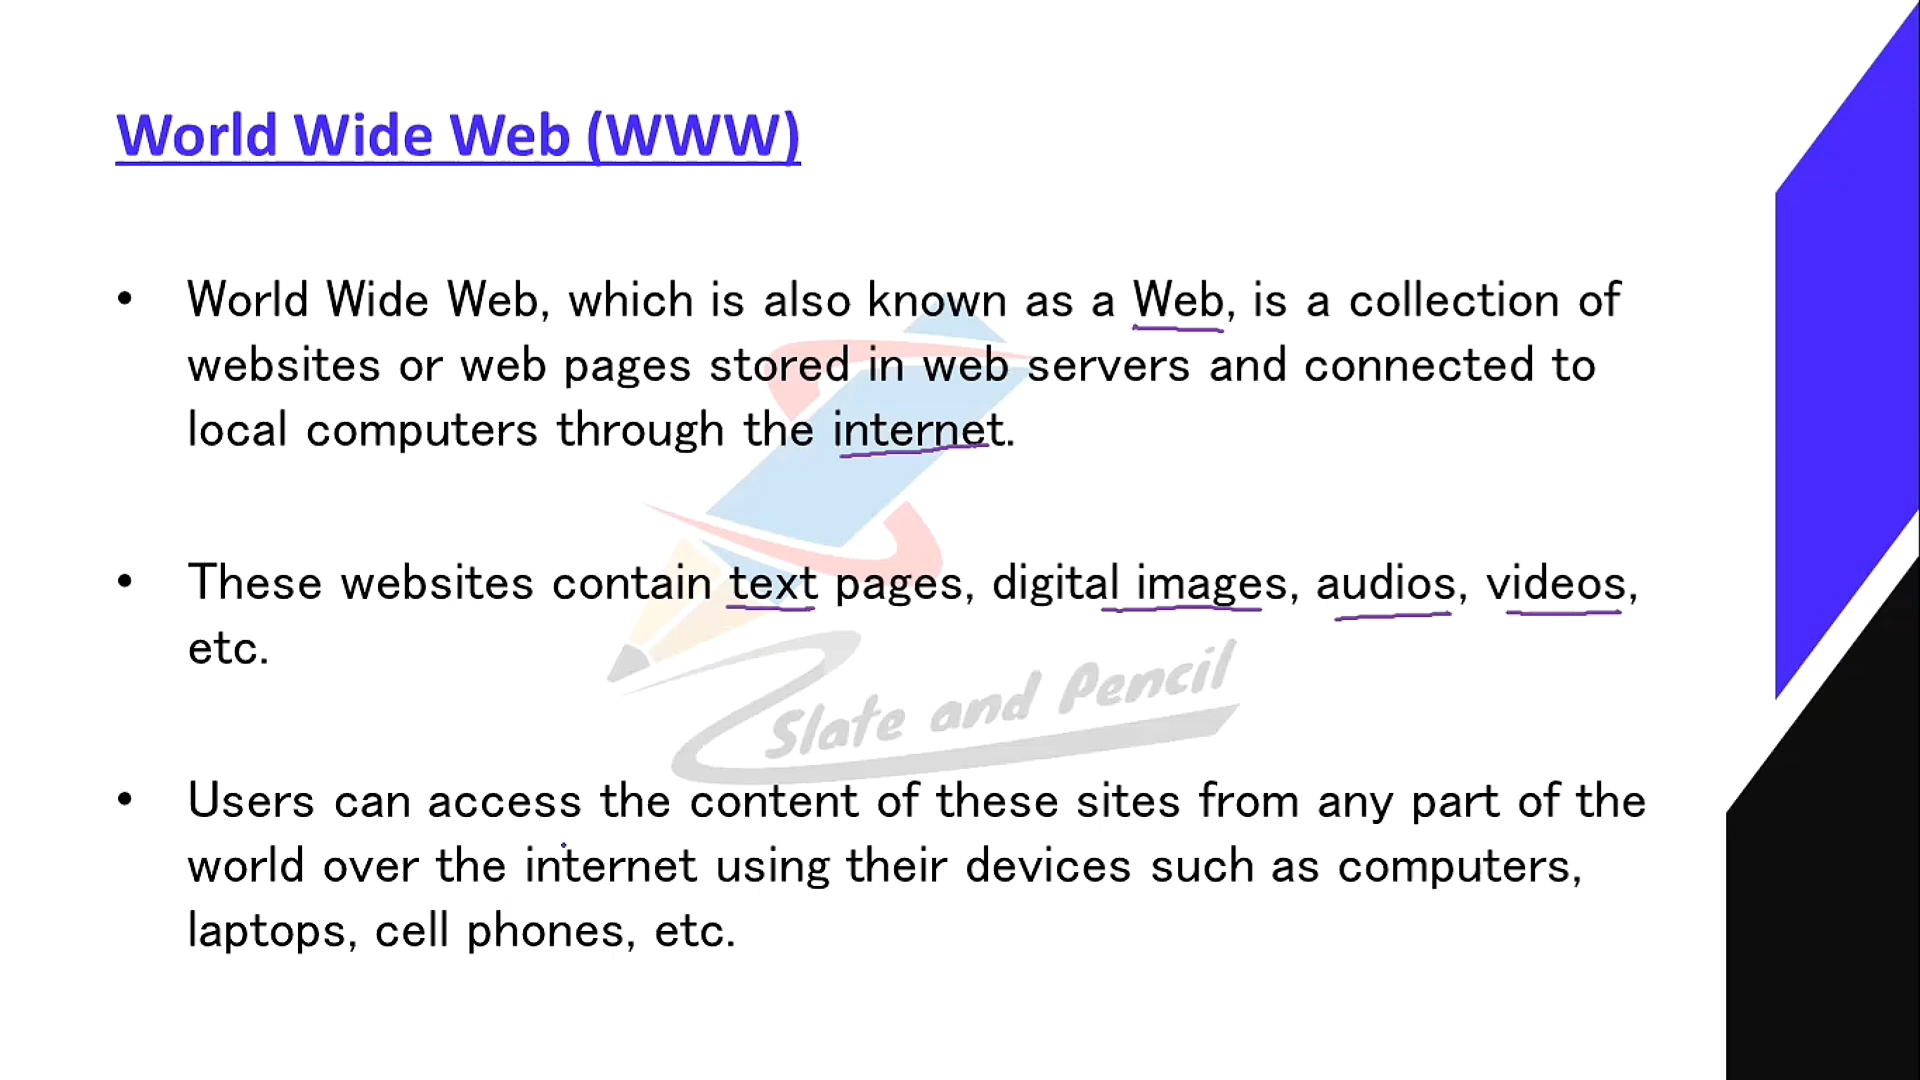 World Wide Web (WWW)
• World Wide Web, which is also known as a Web, is a collection of
websites or web pages stored in web servers and connected to
local computers through the internet.
• These websites contain text pages, digital images, audios, videos,
etc.
Slate and Pencil
• Users can access the content of these sites from any part of the
world over the internet using their devices such as computers,
laptops, cell phones, etc.